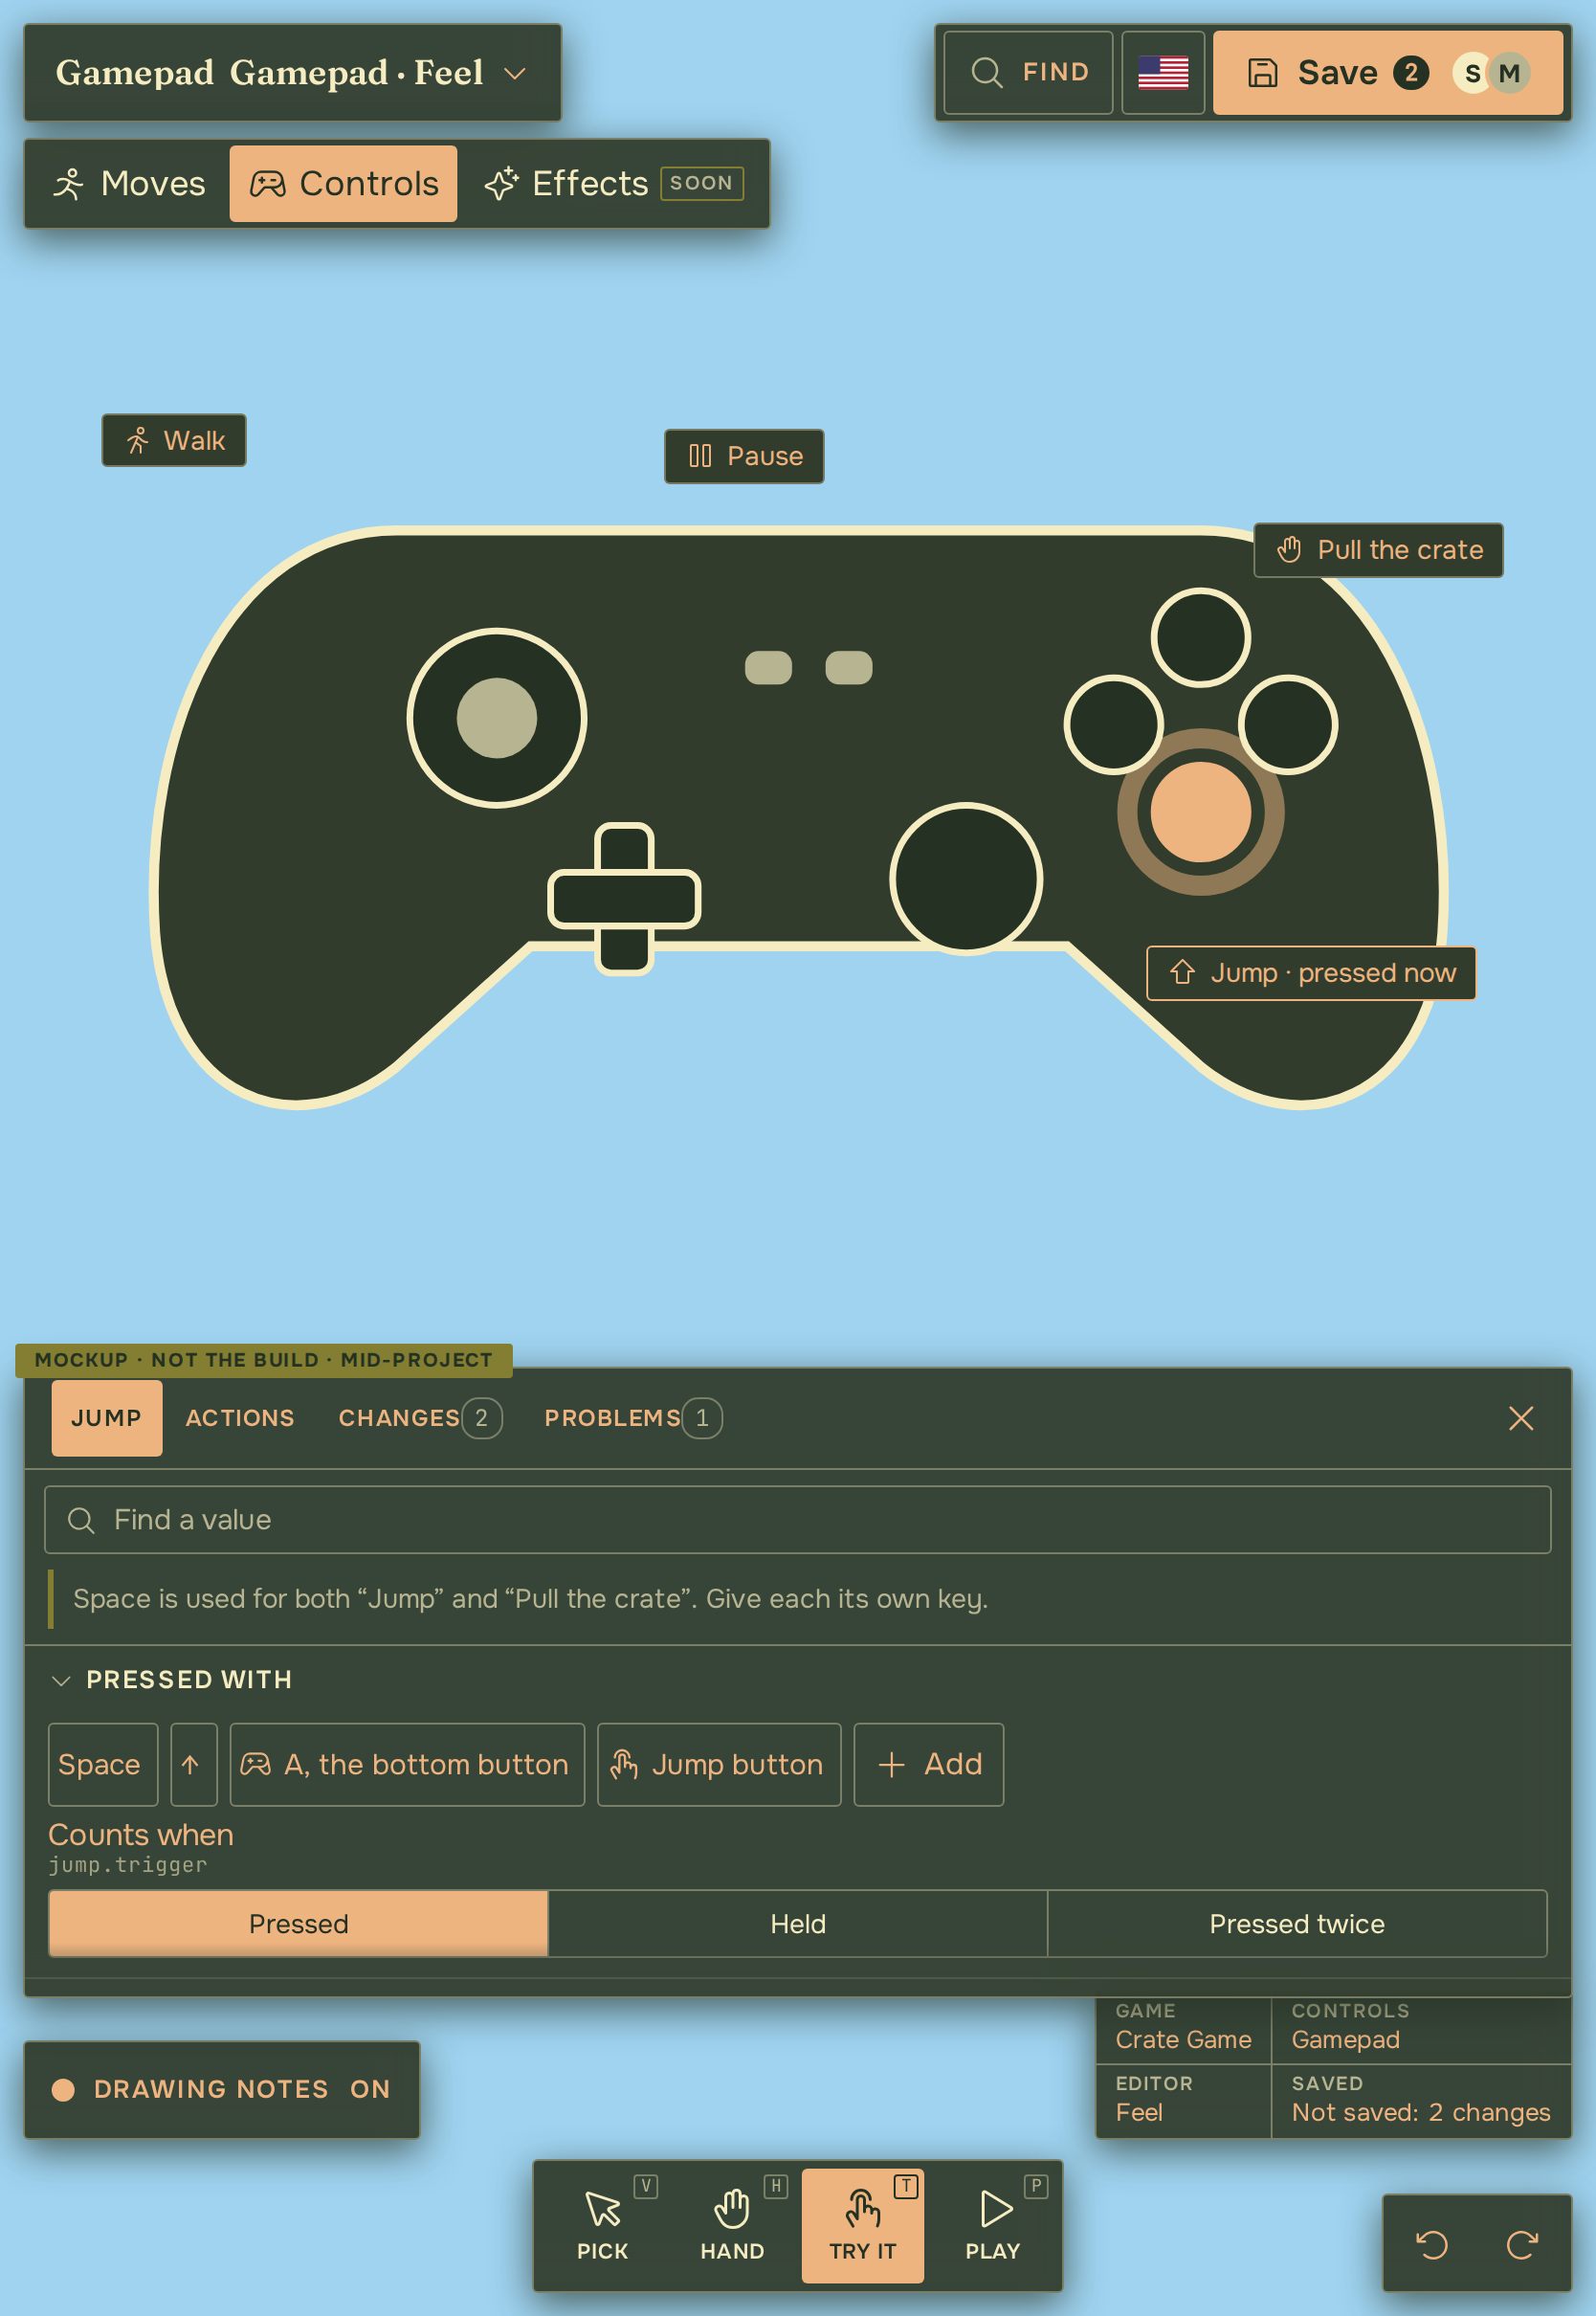 Gamepad Gamepad · Feel
FIND
Save 2 S M
Moves Controls Effects SOON
Walk
Pause
Pull the crate
Jump · pressed now
MOCKUP · NOT THE BUILD · MID-PROJECT
JUMP ACTIONS CHANGES 2 PROBLEMS 1
Find a value
Space is used for both “Jump” and “Pull the crate”. Give each its own key.
PRESSED WITH
Space ↑ A, the bottom button Jump button + Add
Counts when
jump.trigger
Pressed Held Pressed twice
GAME CONTROLS
Crate Game Gamepad
EDITOR SAVED
Feel Not saved: 2 changes
DRAWING NOTES ON
V H T P
PICK HAND TRY IT PLAY